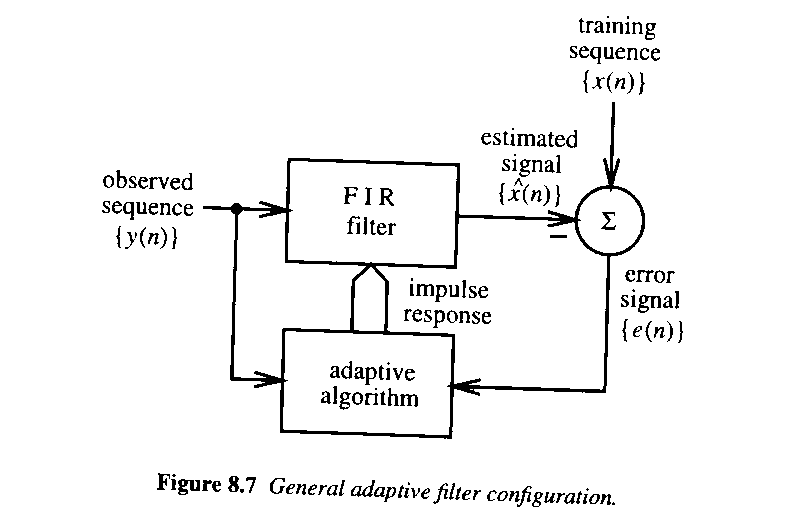 training
sequence
{x(n)}
estimated
signal
{x̂(n)}
observed
sequence
{y(n)}
F I R
filter
Σ
−
error
signal
{e(n)}
impulse
response
adaptive
algorithm
Figure 8.7 General adaptive filter configuration.